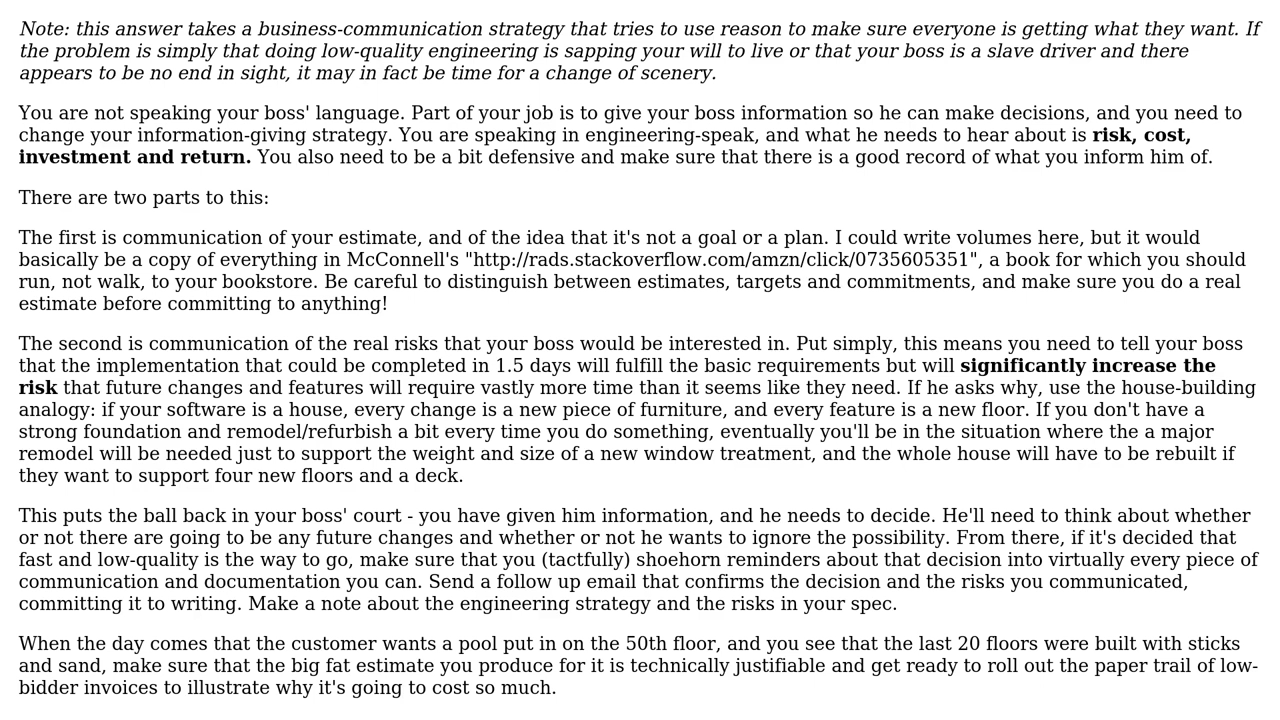 Note: this answer takes a business-communication strategy that tries to use reason to make sure everyone is getting what they want. If
the problem is simply that doing low-quality engineering is sapping your will to live or that your boss is a slave driver and there
appears to be no end in sight, it may in fact be time for a change of scenery.
You are not speaking your boss' language. Part of your job is to give your boss information so he can make decisions, and you need to
change your information-giving strategy. You are speaking in engineering-speak, and what he needs to hear about is risk, cost,
investment and return. You also need to be a bit defensive and make sure that there is a good record of what you inform him of.
There are two parts to this:
The first is communication of your estimate, and of the idea that it's not a goal or a plan. I could write volumes here, but it would
basically be a copy of everything in McConnell's "http://rads.stackoverflow.com/amzn/click/0735605351", a book for which you should
run, not walk, to your bookstore. Be careful to distinguish between estimates, targets and commitments, and make sure you do a real
estimate before committing to anything!
The second is communication of the real risks that your boss would be interested in. Put simply, this means you need to tell your boss
that the implementation that could be completed in 1.5 days will fulfill the basic requirements but will significantly increase the
risk that future changes and features will require vastly more time than it seems like they need. If he asks why, use the house-building
analogy: if your software is a house, every change is a new piece of furniture, and every feature is a new floor. If you don't have a
strong foundation and remodel/refurbish a bit every time you do something, eventually you'll be in the situation where the a major
remodel will be needed just to support the weight and size of a new window treatment, and the whole house will have to be rebuilt if
they want to support four new floors and a deck.
This puts the ball back in your boss' court - you have given him information, and he needs to decide. He'll need to think about whether
or not there are going to be any future changes and whether or not he wants to ignore the possibility. From there, if it's decided that
fast and low-quality is the way to go, make sure that you (tactfully) shoehorn reminders about that decision into virtually every piece of
communication and documentation you can. Send a follow up email that confirms the decision and the risks you communicated,
committing it to writing. Make a note about the engineering strategy and the risks in your spec.
When the day comes that the customer wants a pool put in on the 50th floor, and you see that the last 20 floors were built with sticks
and sand, make sure that the big fat estimate you produce for it is technically justifiable and get ready to roll out the paper trail of low-
bidder invoices to illustrate why it's going to cost so much.